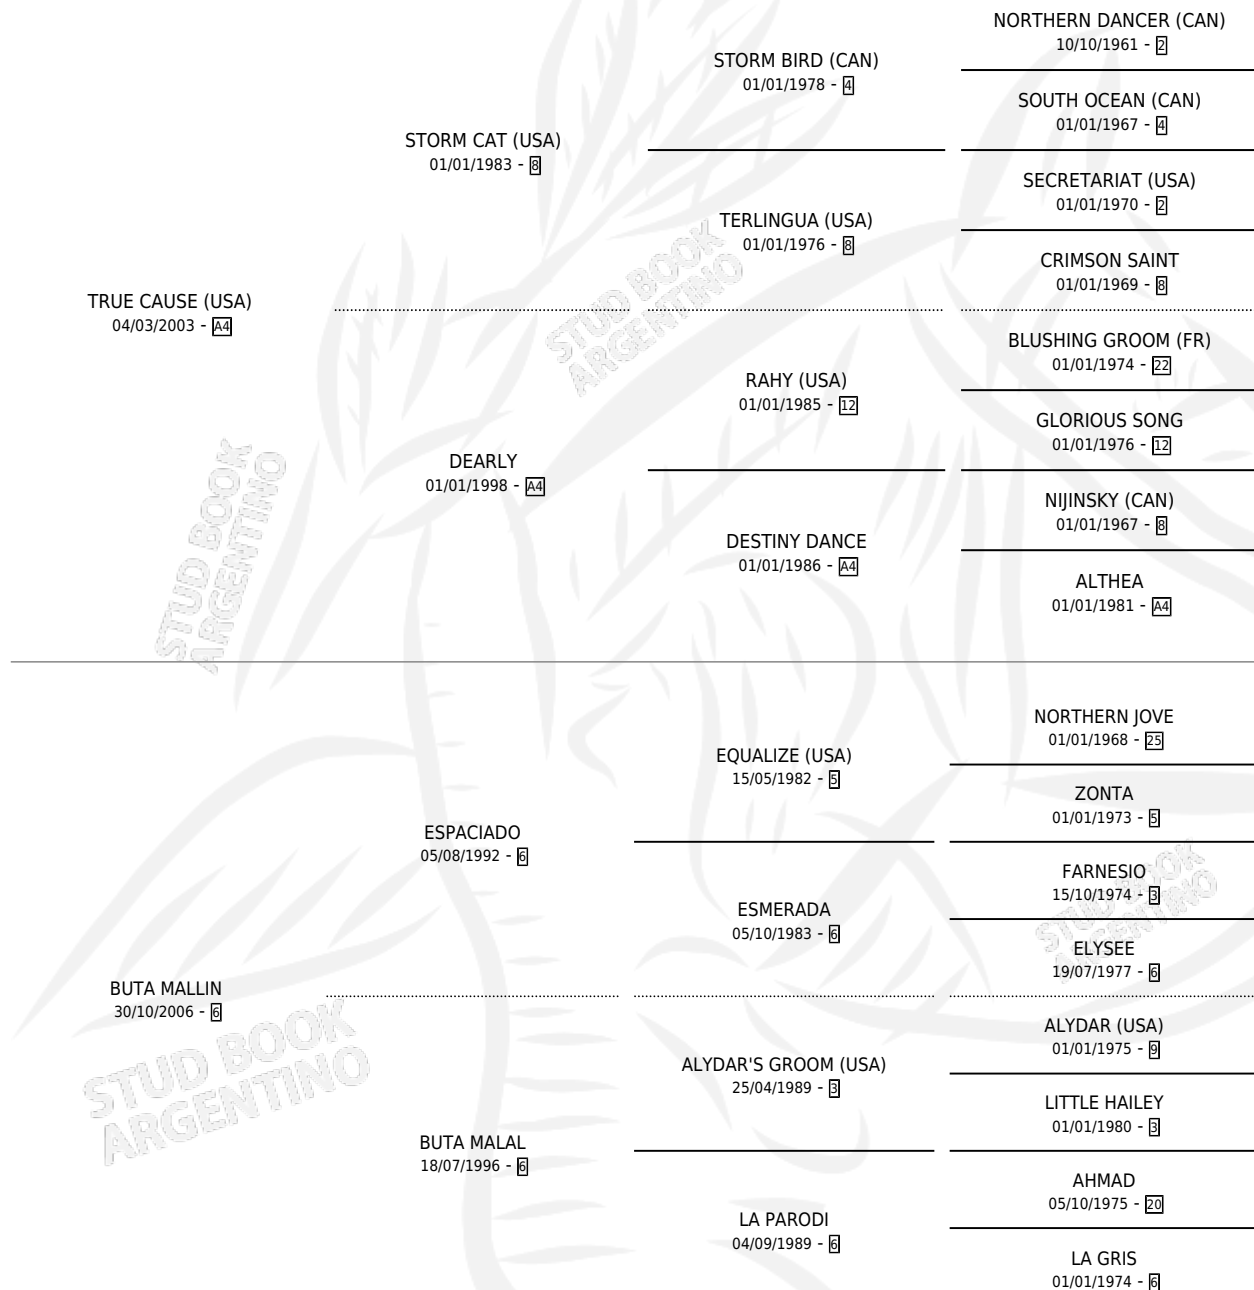 NORTHERN DANCER (CAN)
10/10/1961 - 2
STORM BIRD (CAN)
01/01/1978 - 4
SOUTH OCEAN (CAN)
01/01/1967 - 4
STORM CAT (USA)
01/01/1983 - 8
SECRETARIAT (USA)
01/01/1970 - 2
TERLINGUA (USA)
01/01/1976 - 8
CRIMSON SAINT
01/01/1969 - 8
TRUE CAUSE (USA)
04/03/2003 - A4
BLUSHING GROOM (FR)
01/01/1974 - 22
RAHY (USA)
01/01/1985 - 12
GLORIOUS SONG
01/01/1976 - 12
DEARLY
01/01/1998 - A4
NIJINSKY (CAN)
01/01/1967 - 8
DESTINY DANCE
01/01/1986 - A4
ALTHEA
01/01/1981 - A4
NORTHERN JOVE
01/01/1968 - 25
EQUALIZE (USA)
15/05/1982 - 5
ZONTA
01/01/1973 - 5
ESPACIADO
05/08/1992 - 6
FARNESIO
15/10/1974 - 3
ESMERADA
05/10/1983 - 6
ELYSEE
19/07/1977 - 6
BUTA MALLIN
30/10/2006 - 6
ALYDAR (USA)
01/01/1975 - 9
ALYDAR'S GROOM (USA)
25/04/1989 - 3
LITTLE HAILEY
01/01/1980 - 3
BUTA MALAL
18/07/1996 - 6
AHMAD
05/10/1975 - 20
LA PARODI
04/09/1989 - 6
LA GRIS
01/01/1974 - 6
STUD BOOK
ARGENTINO
STUD BOOK
ARGENTINO
STUD BOOK
ARGENTINO
STUD BOOK
ARGENTINO